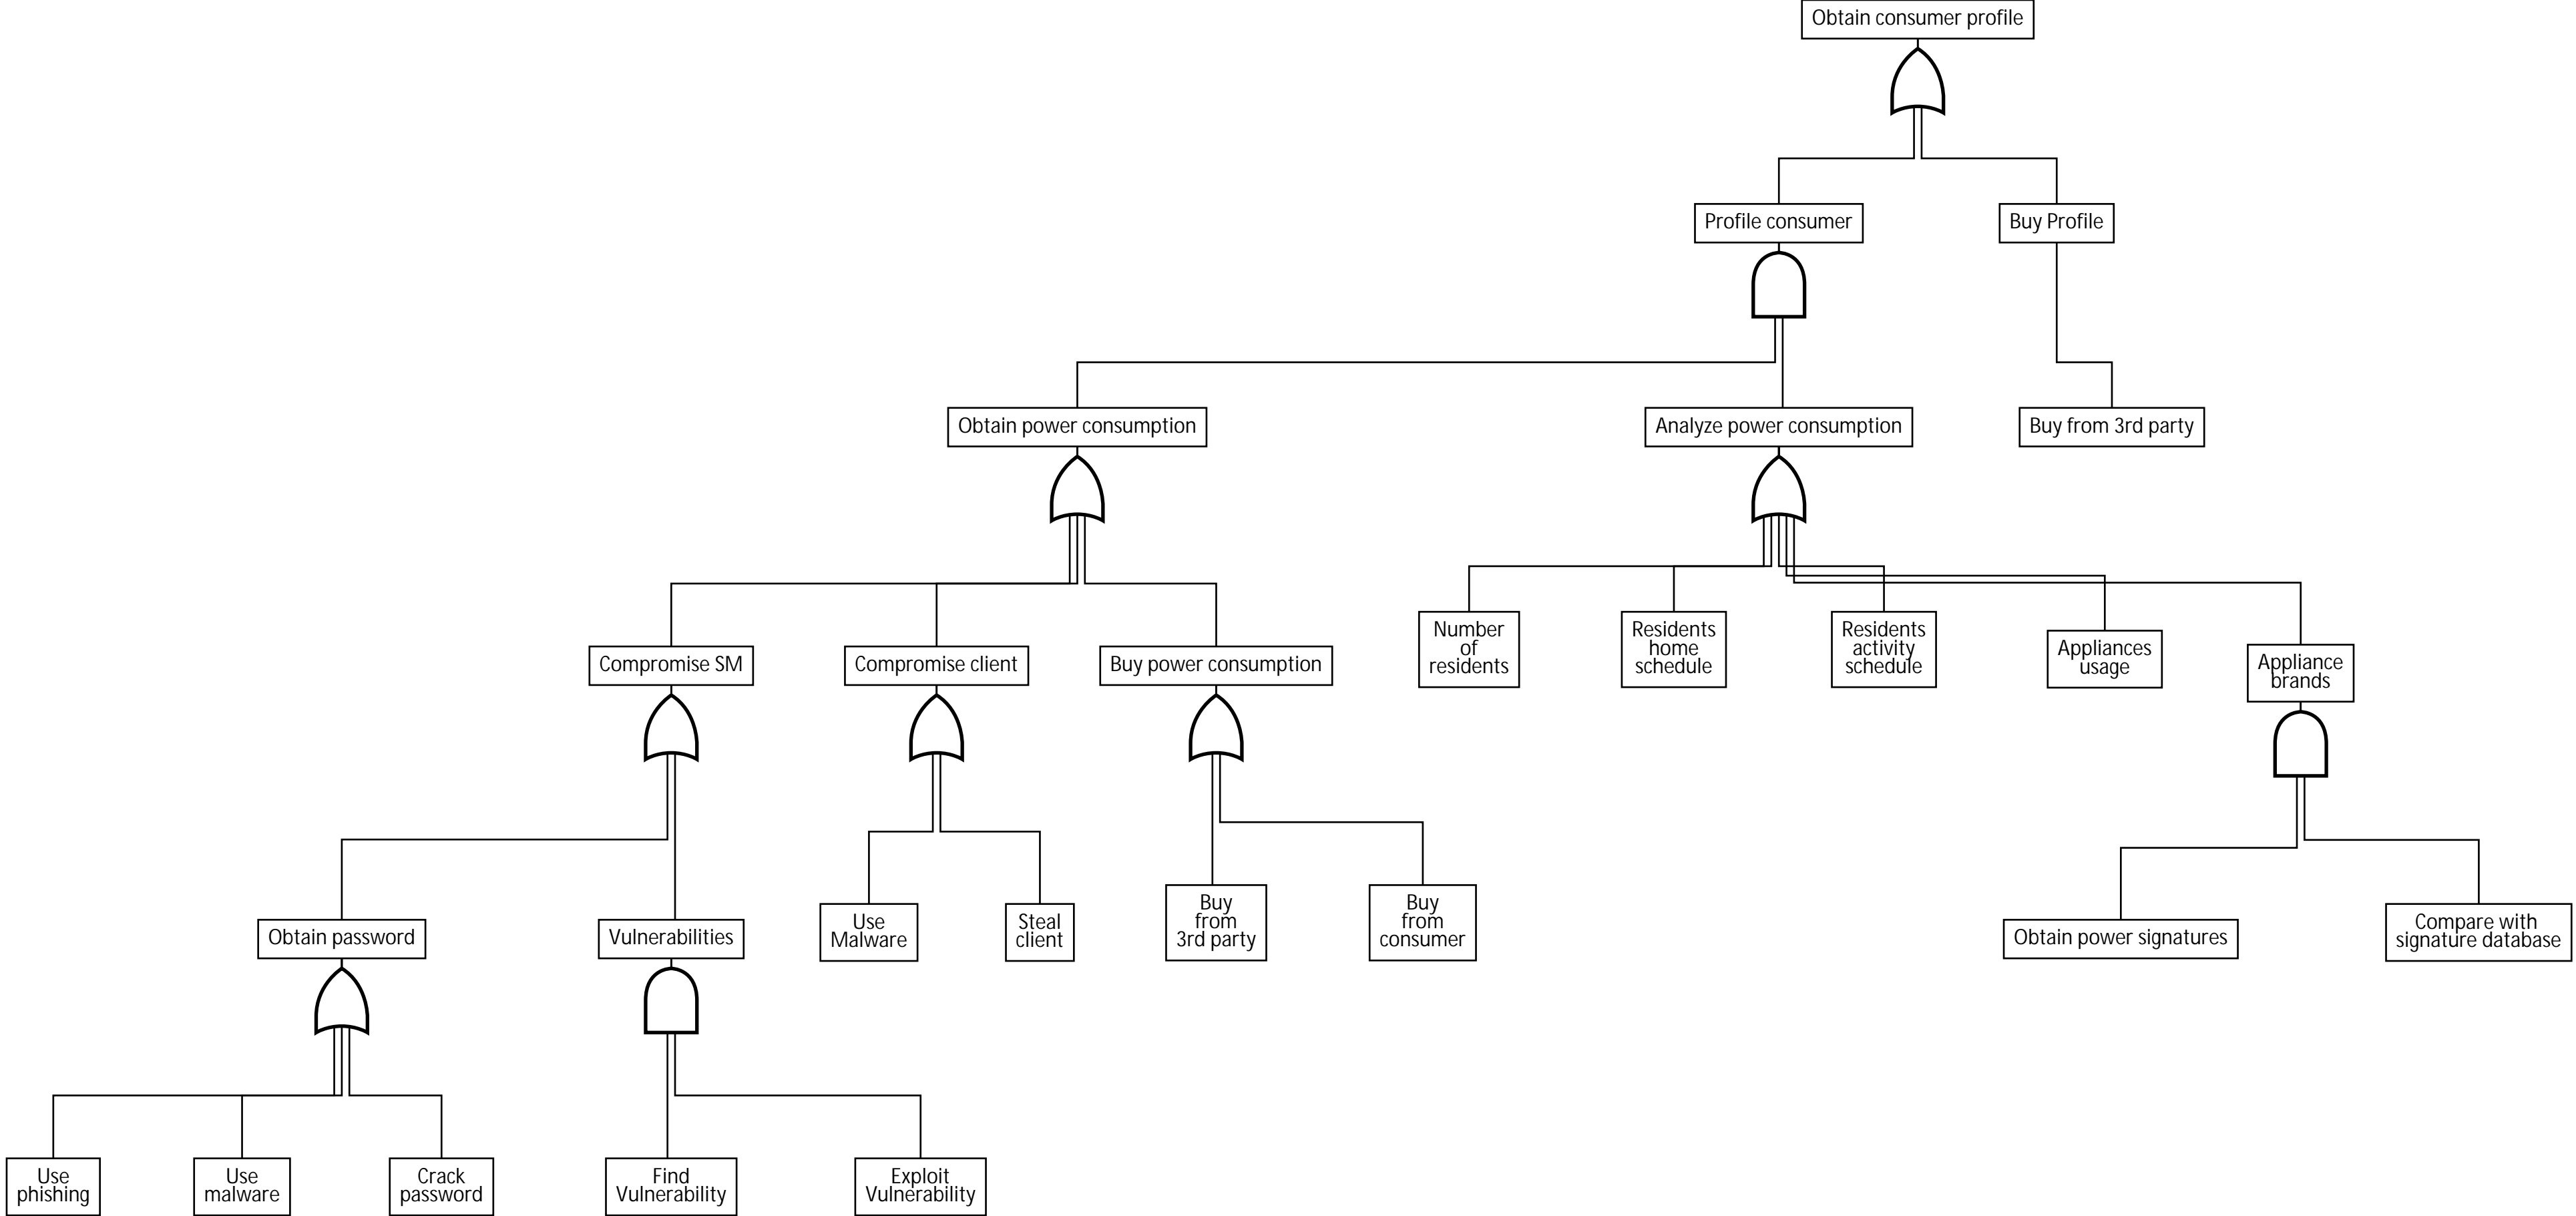 Obtain consumer profile
Profile consumer
Buy Profile
Obtain power consumption
Analyze power consumption
Buy from 3rd party
Compromise SM
Compromise client
Buy power consumption
Number
of
residents
Residents
home
schedule
Residents
activity
schedule
Appliances
usage
Appliance
brands
Obtain password
Vulnerabilities
Use
Malware
Steal
client
Buy
from
3rd party
Buy
from
consumer
Obtain power signatures
Compare with
signature database
Use
phishing
Use
malware
Crack
password
Find
Vulnerability
Exploit
Vulnerability